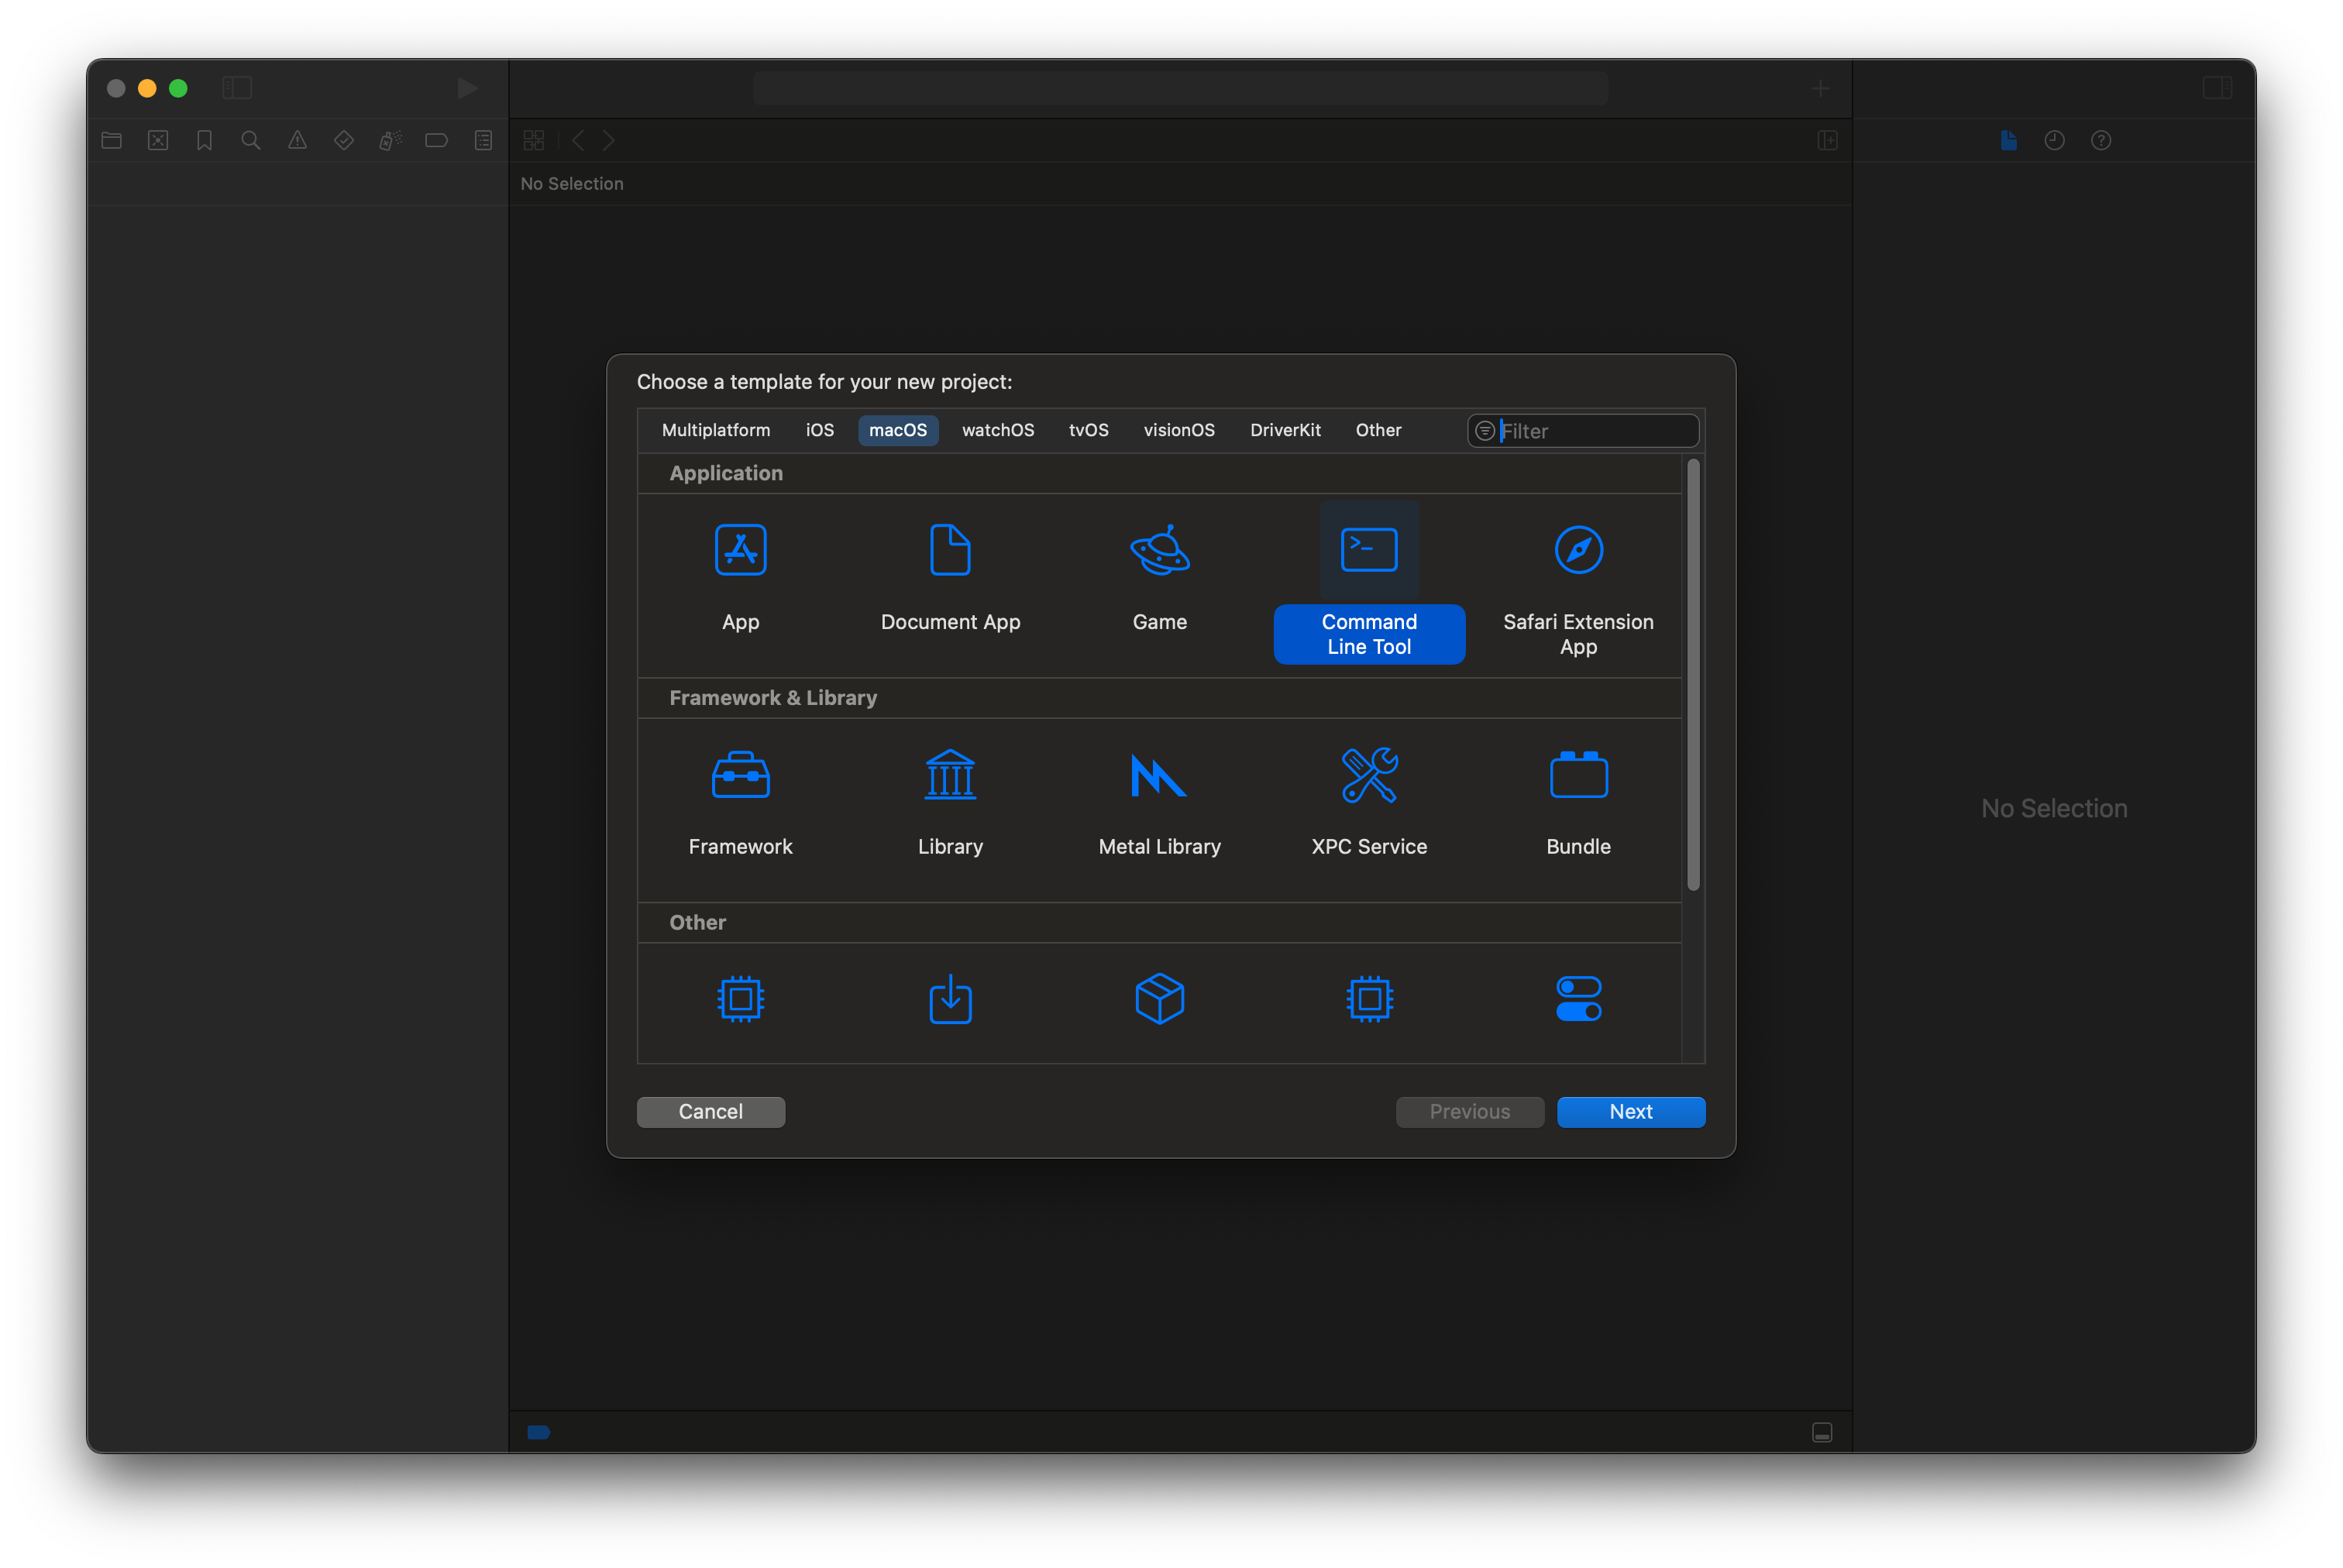 No Selection
Choose a template for your new project:
Multiplatform iOS macOS watchOS tvOS visionOS DriverKit Other Filter
Application
App Document App Game Command Line Tool Safari Extension App
Framework & Library
Framework Library Metal Library XPC Service Bundle
Other
Cancel Previous Next
No Selection